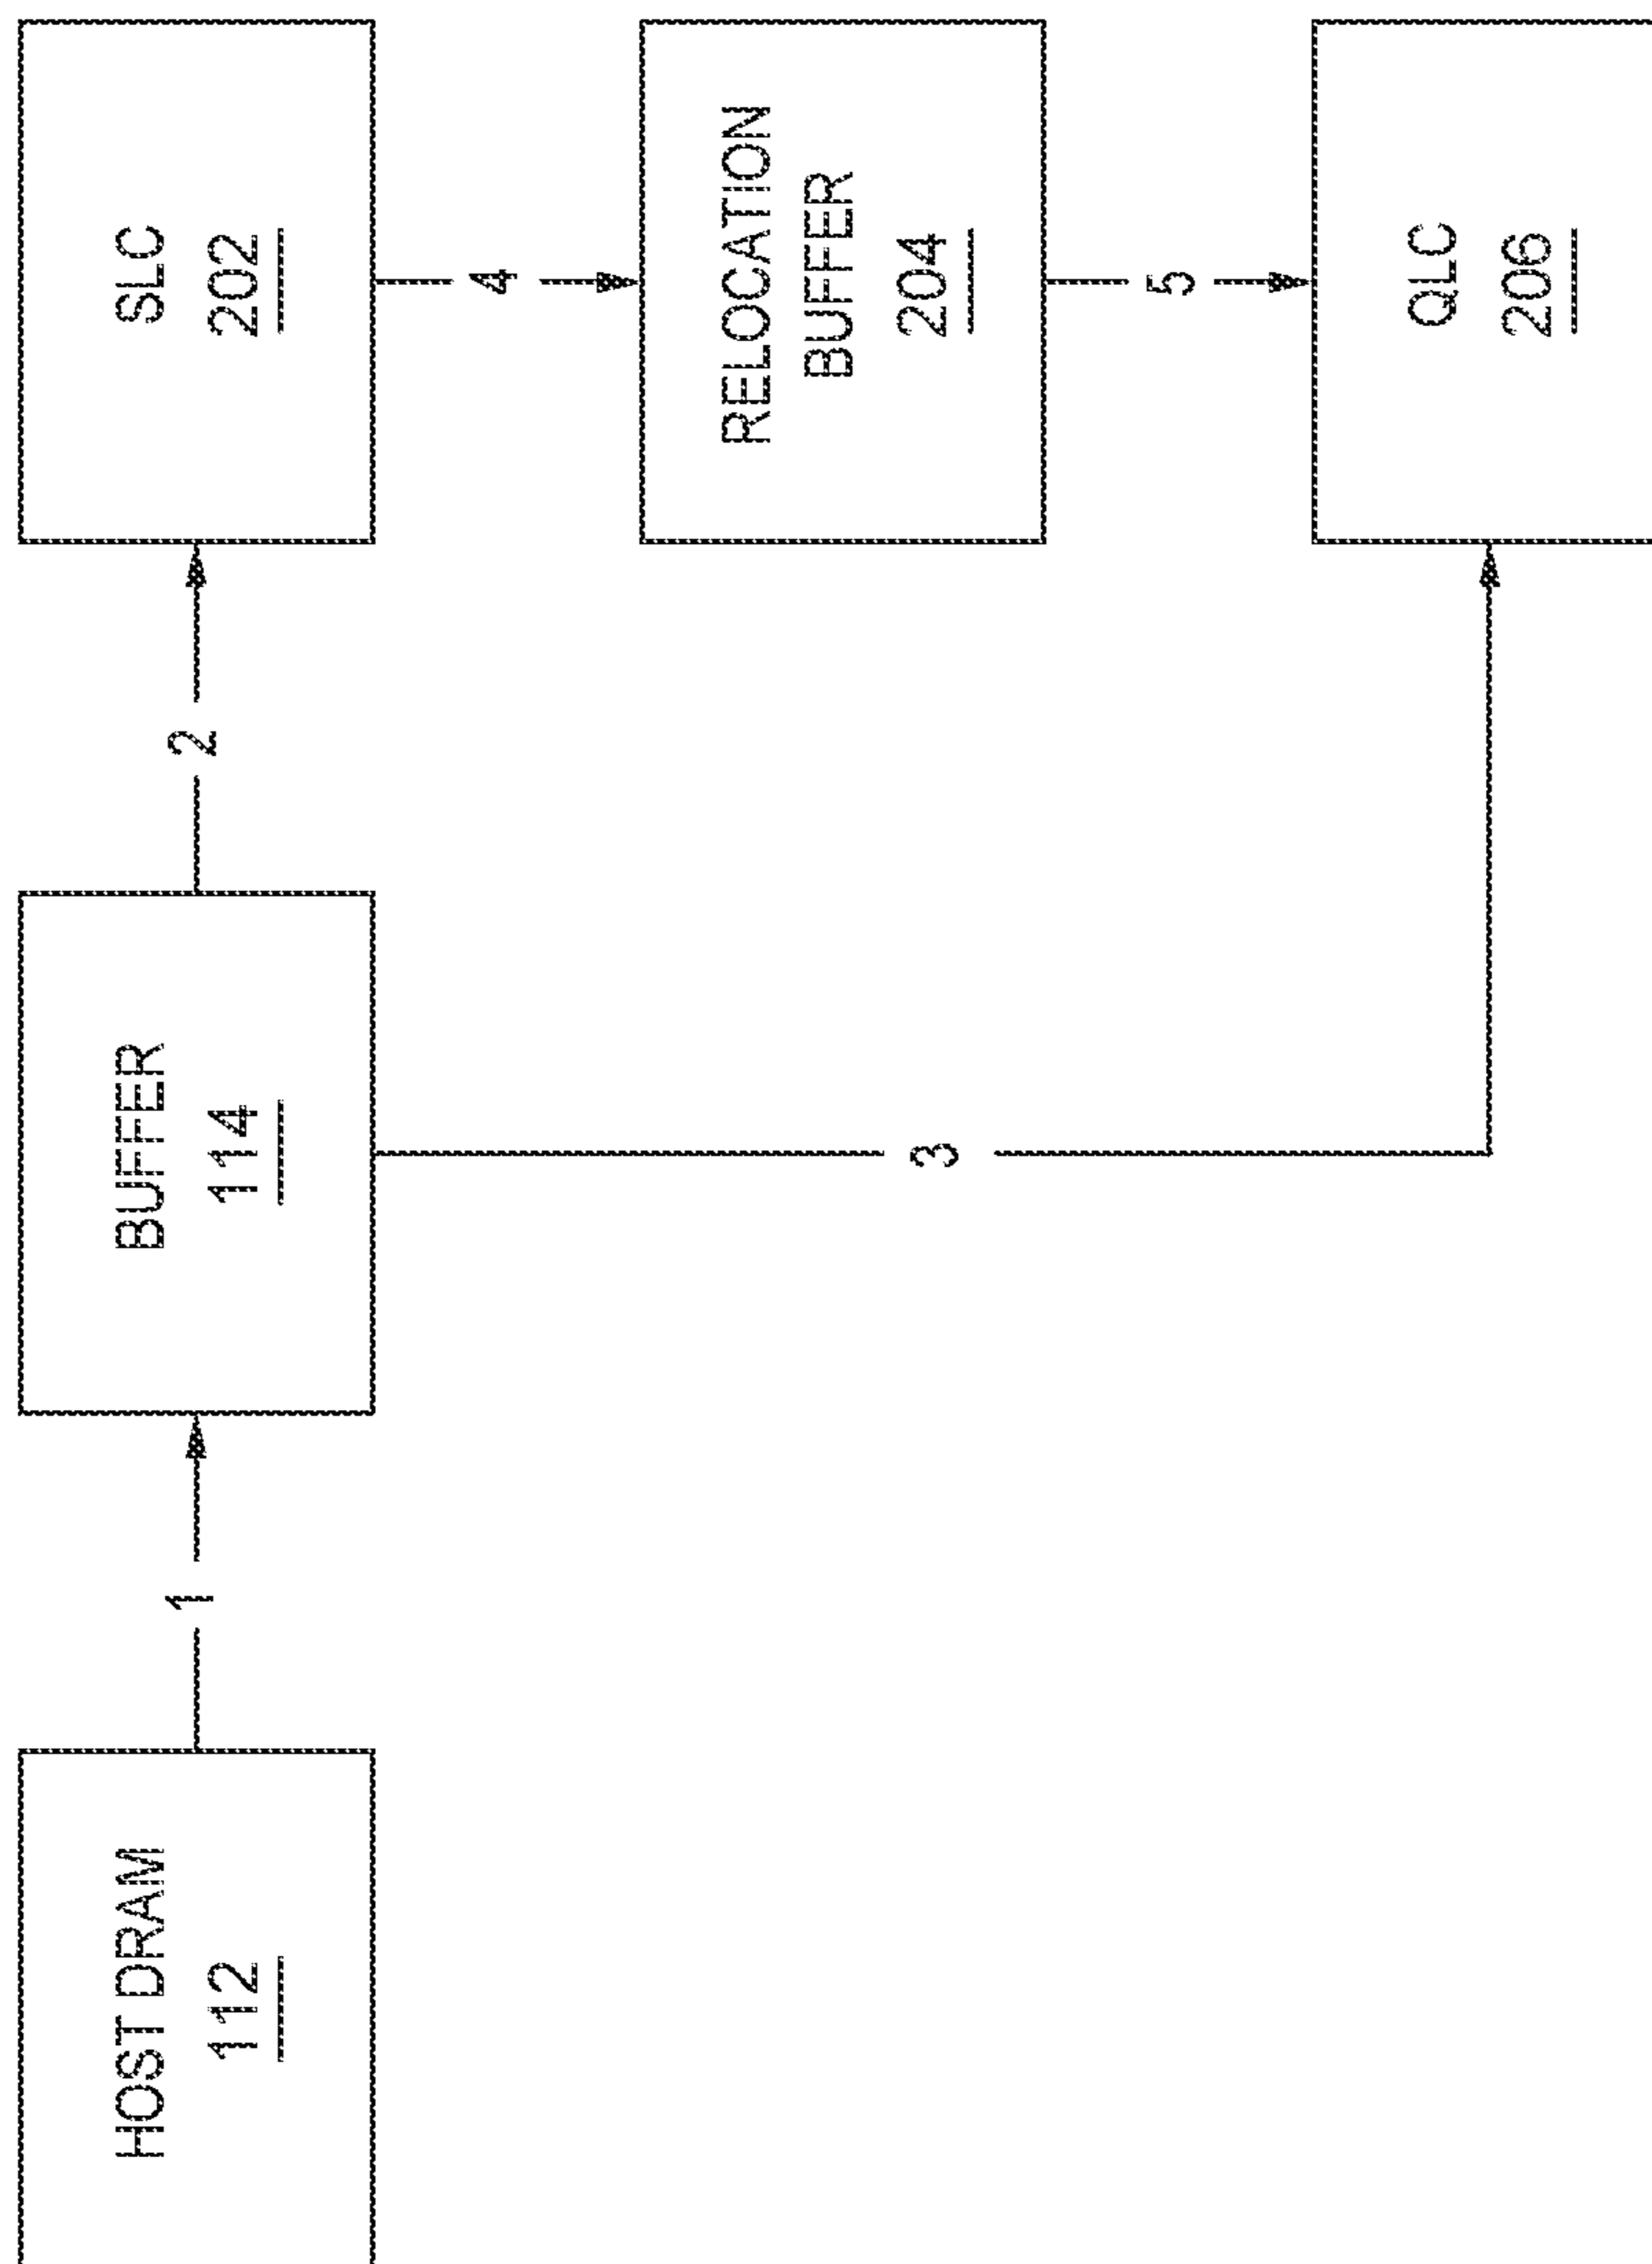 HOST DRAM
112
1
BUFFER
114
2
SLC
202
3
4
RELOCATION
BUFFER
204
5
QLC
206